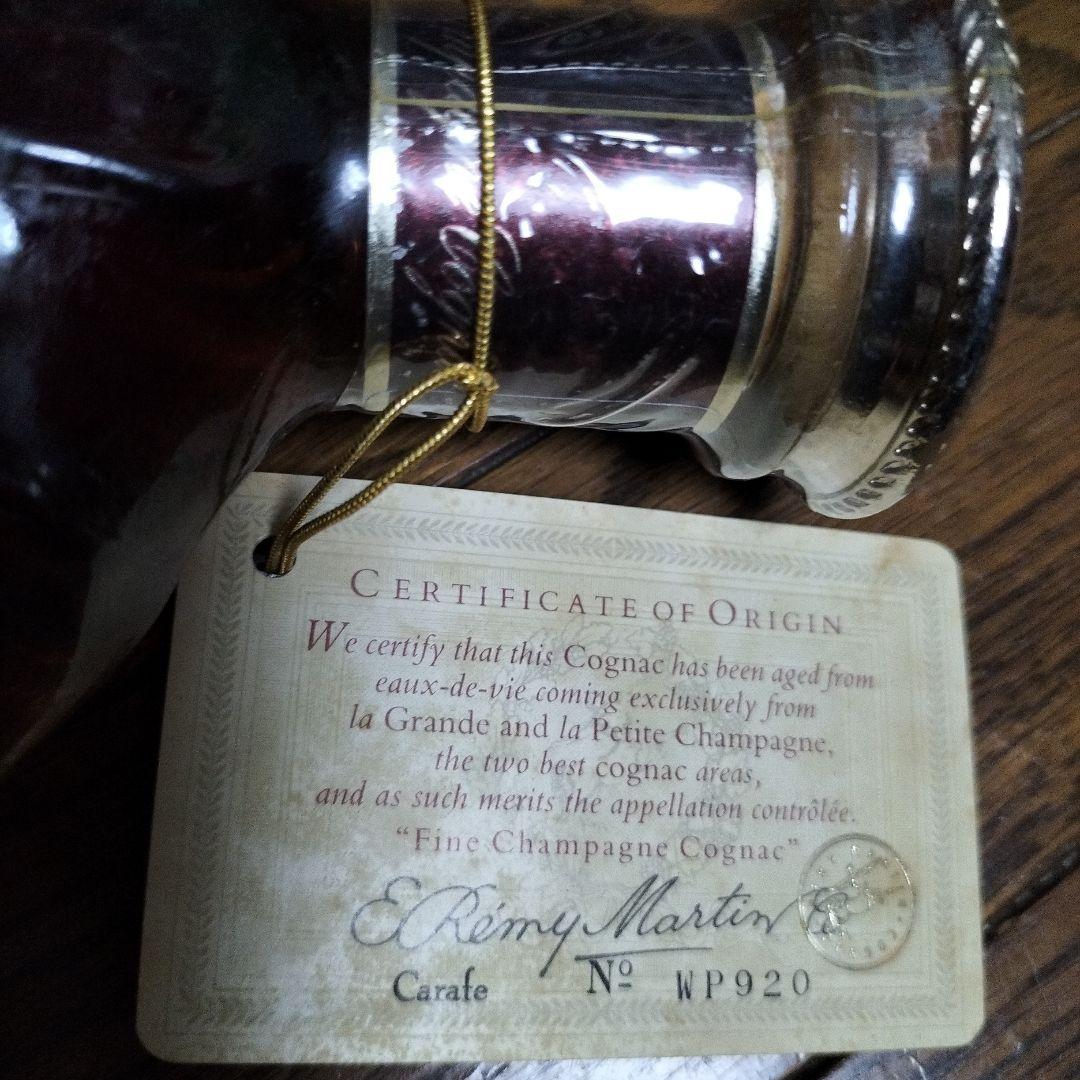 CERTIFICATE OF ORIGIN
We certify that this Cognac has been aged from
eaux-de-vie coming exclusively from
la Grande and la Petite Champagne,
the two best cognac areas,
and as such merits the appellation contrôlée.
"Fine Champagne Cognac"
E. Rémy Martin & Co
Carafe Nº WP920